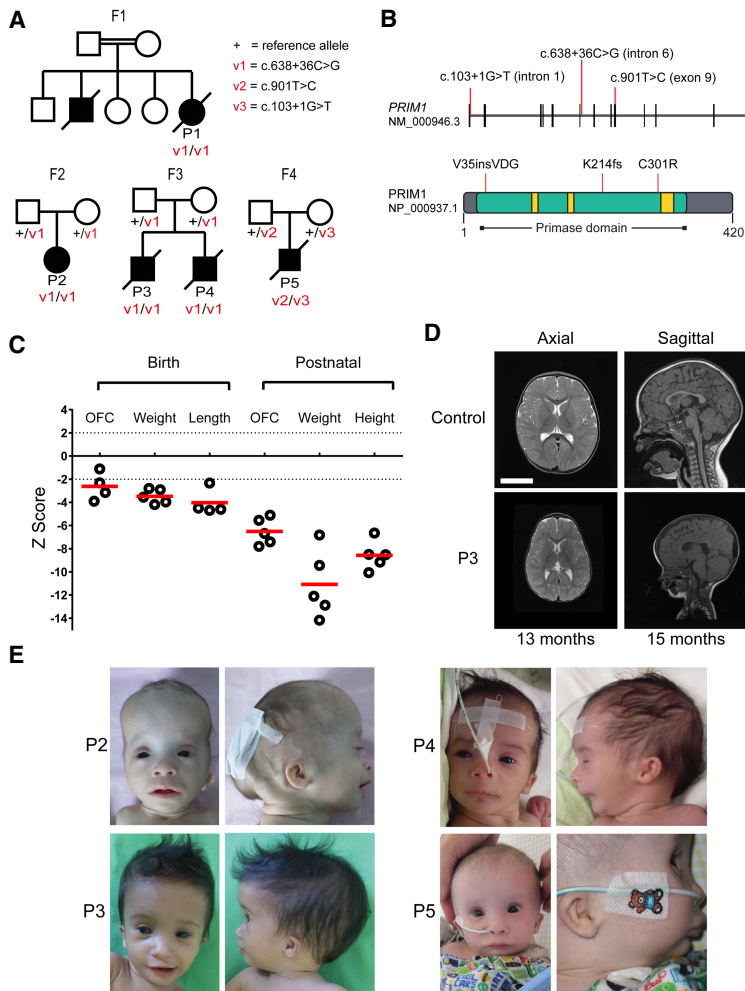 A
F1
+ = reference allele
v1 = c.638+36C>G
v2 = c.901T>C
v3 = c.103+1G>T
P1
v1/v1
F2
F3
F4
+/v1
+/v1
+/v1
+/v1
+/v2
+/v3
P2
v1/v1
P3
v1/v1
P4
v1/v1
P5
v2/v3
B
c.638+36C>G (intron 6)
c.103+1G>T (intron 1)
c.901T>C (exon 9)
PRIM1
NM_000946.3
V35insVDG
K214fs
C301R
PRIM1
NP_000937.1
1
Primase domain
420
C
Birth
Postnatal
OFC
Weight
Length
OFC
Weight
Height
Z Score
4
2
0
-2
-4
-6
-8
-10
-12
-14
D
Axial
Sagittal
Control
P3
13 months
15 months
E
P2
P3
P4
P5